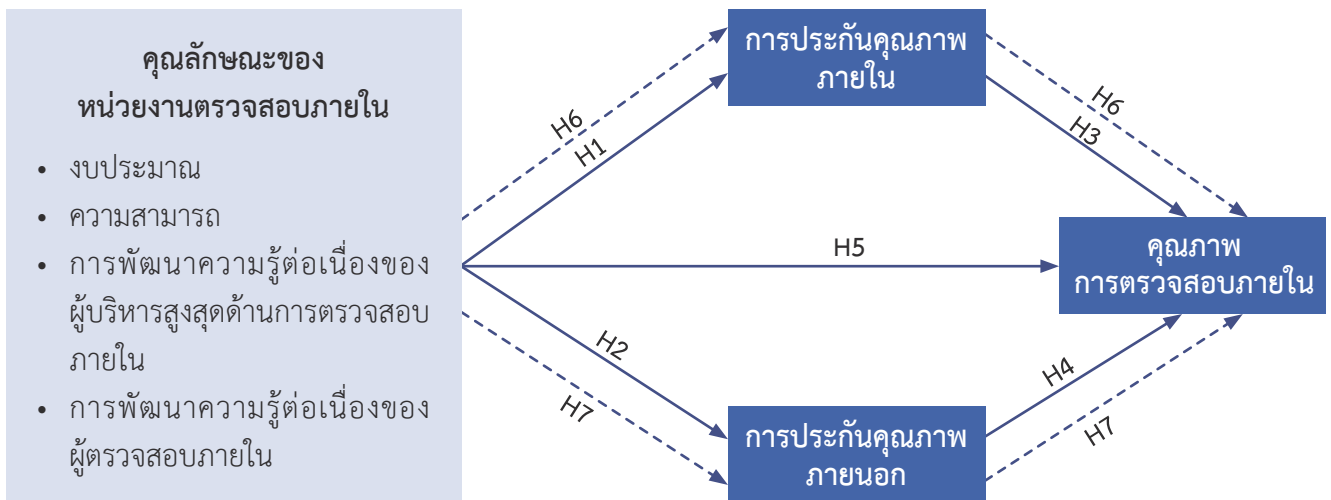 คุณลักษณะของ
หน่วยงานตรวจสอบภายใน
• งบประมาณ
• ความสามารถ
• การพัฒนาความรู้ต่อเนื่องของ
ผู้บริหารสูงสุดด้านการตรวจสอบ
ภายใน
• การพัฒนาความรู้ต่อเนื่องของ
ผู้ตรวจสอบภายใน
H6
H1
H5
H2
H7
การประกันคุณภาพ
ภายใน
การประกันคุณภาพ
ภายนอก
H6
H3
H4
H7
คุณภาพ
การตรวจสอบภายใน